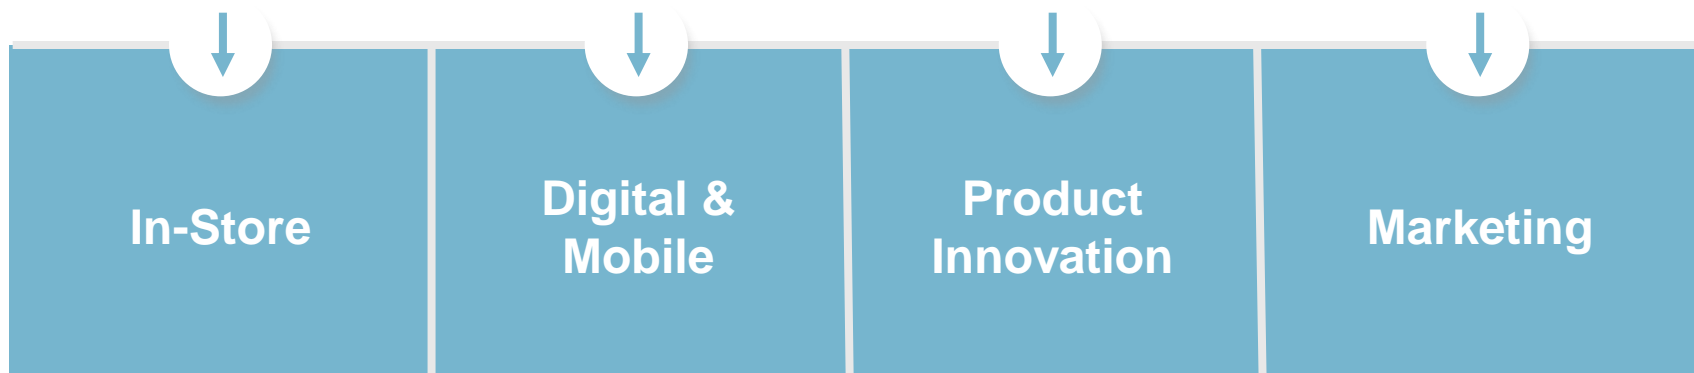 In-Store
Digital &
Mobile
Product
Innovation
Marketing